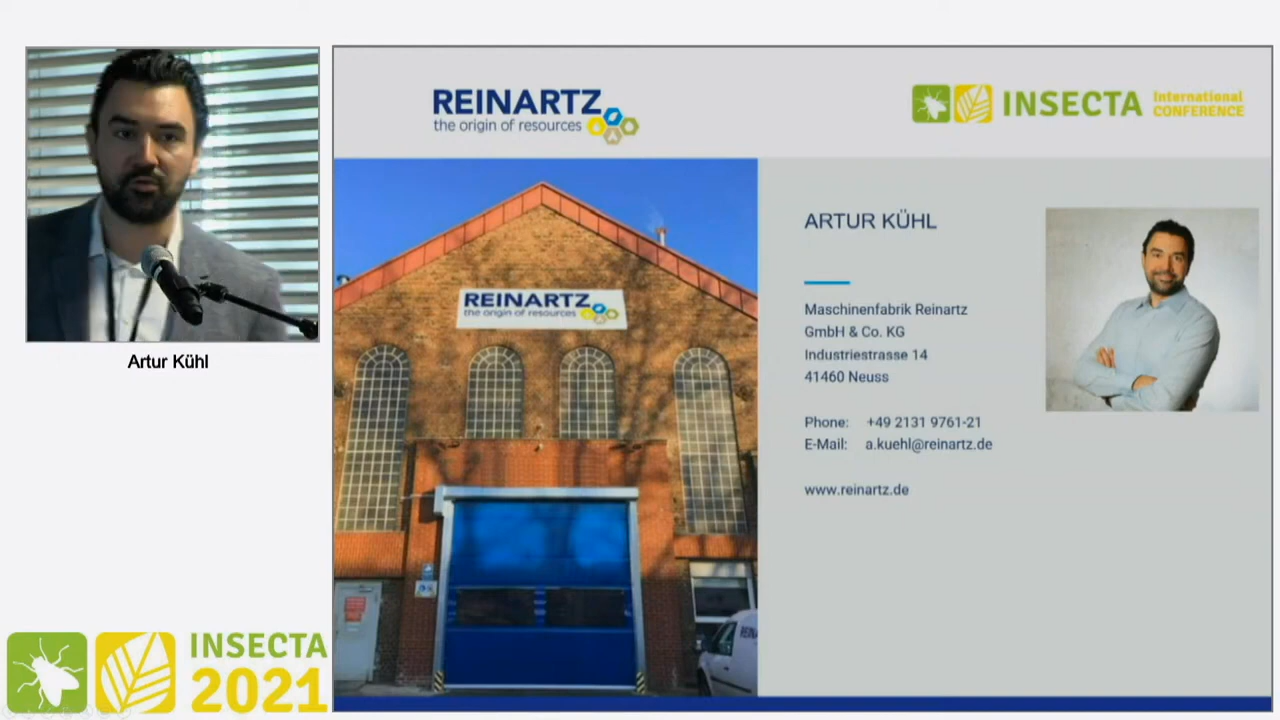 Artur Kühl
INSECTA
2021
REINARTZ
the origin of resources
INSECTA International
CONFERENCE
REINARTZ
the origin of resources
ARTUR KÜHL
Maschinenfabrik Reinartz
GmbH & Co. KG
Industriestrasse 14
41460 Neuss
Phone: +49 2131 9761-21
E-Mail: a.kuehl@reinartz.de
www.reinartz.de